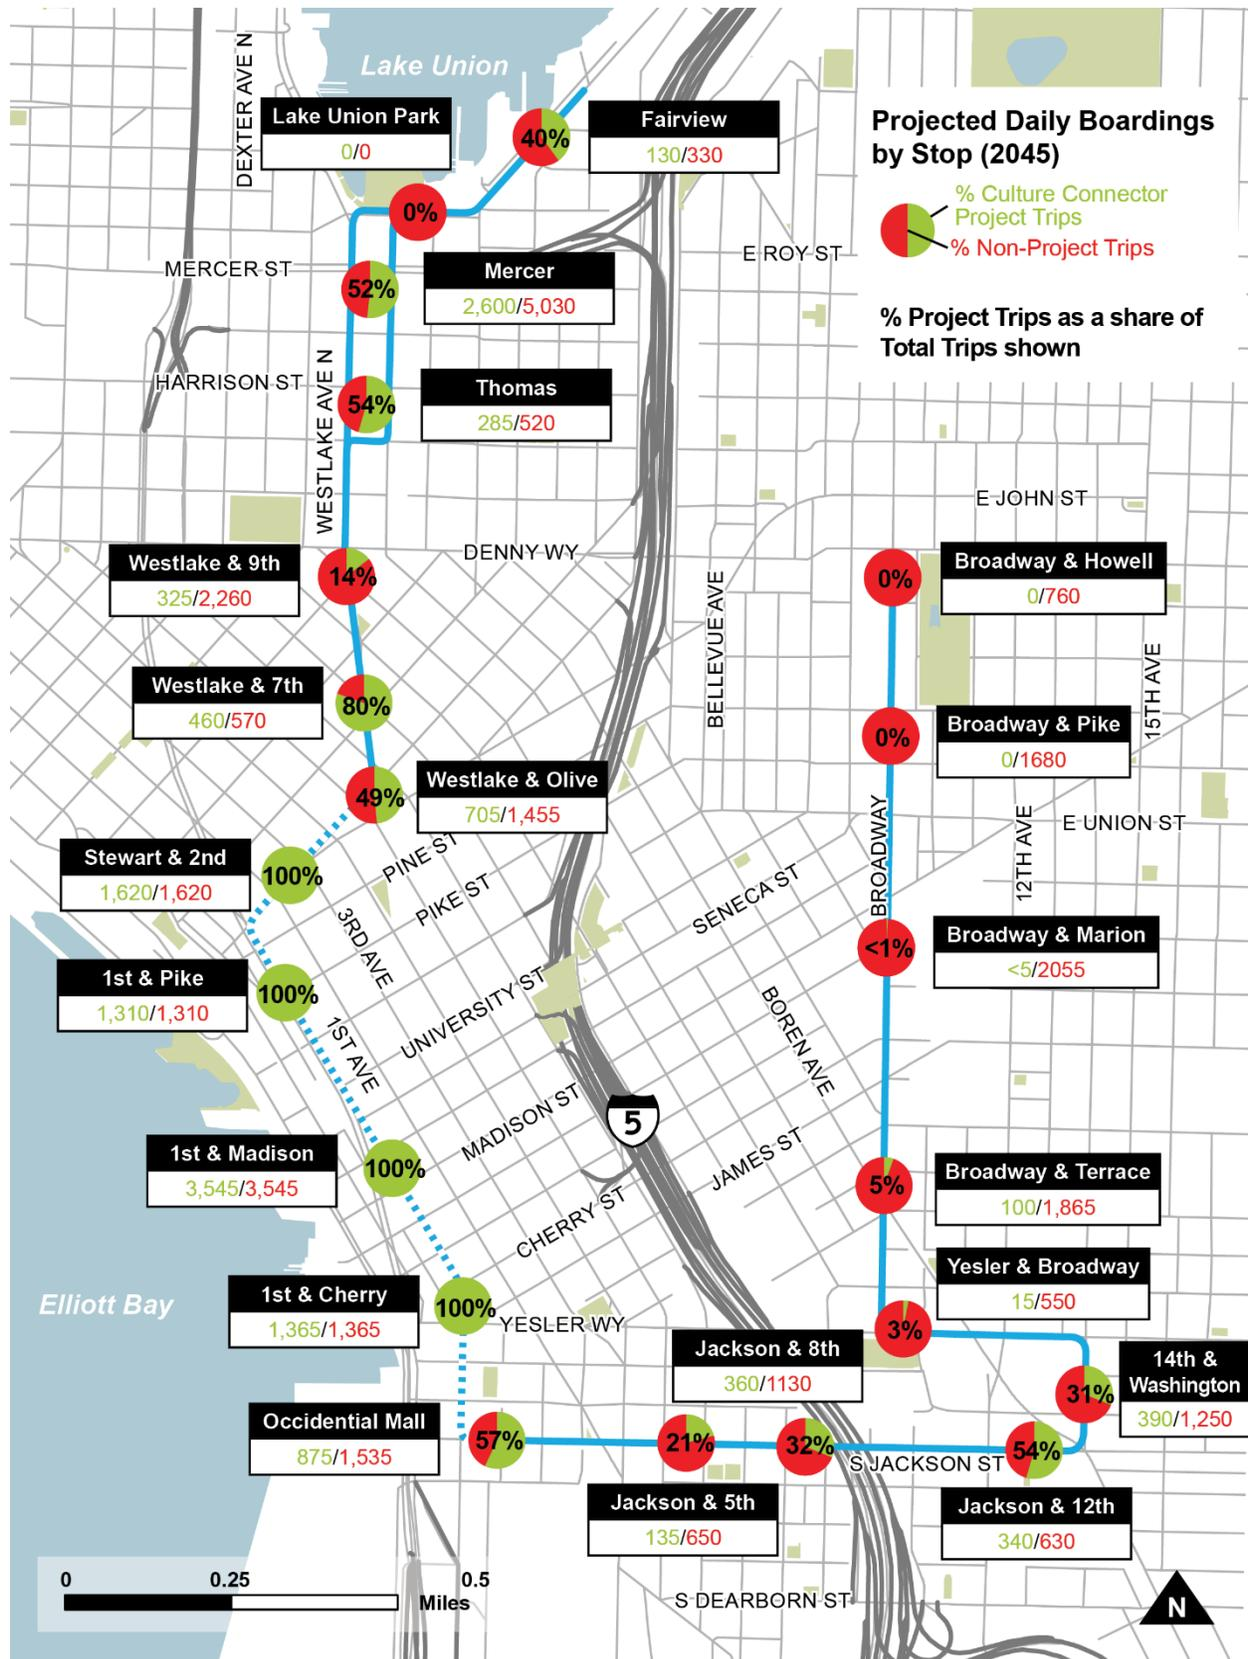 Lake Union
DEXTER AVE N
Lake Union Park
0/0
40%
Fairview
130/330
Projected Daily Boardings
by Stop (2045)
% Culture Connector
Project Trips
% Non-Project Trips
% Project Trips as a share of
Total Trips shown
0%
E ROY ST
MERCER ST
52%
Mercer
2,600/5,030
HARRISON ST
WESTLAKE AVE N
54%
Thomas
285/520
E JOHN ST
DENNY WY
Westlake & 9th
325/2,260
14%
BELLEVUE AVE
0%
Broadway & Howell
0/760
15TH AVE
Westlake & 7th
460/570
80%
0%
Broadway & Pike
0/1680
49%
Westlake & Olive
705/1,455
BROADWAY
12TH AVE
E UNION ST
Stewart & 2nd
1,620/1,620
100%
PINE ST
PIKE ST
3RD AVE
SENECA ST
<1%
Broadway & Marion
<5/2055
1st & Pike
1,310/1,310
100%
UNIVERSITY ST
1ST AVE
BOREN AVE
MADISON ST
5
JAMES ST
1st & Madison
3,545/3,545
100%
5%
Broadway & Terrace
100/1,865
CHERRY ST
Elliott Bay
1st & Cherry
1,365/1,365
100%
YESLER WY
3%
Yesler & Broadway
15/550
Jackson & 8th
360/1130
14th &
Washington
390/1,250
31%
Occidential Mall
875/1,535
57%
21%
32%
54%
S JACKSON ST
Jackson & 5th
135/650
Jackson & 12th
340/630
0 0.25 0.5
Miles
S DEARBORN ST
N